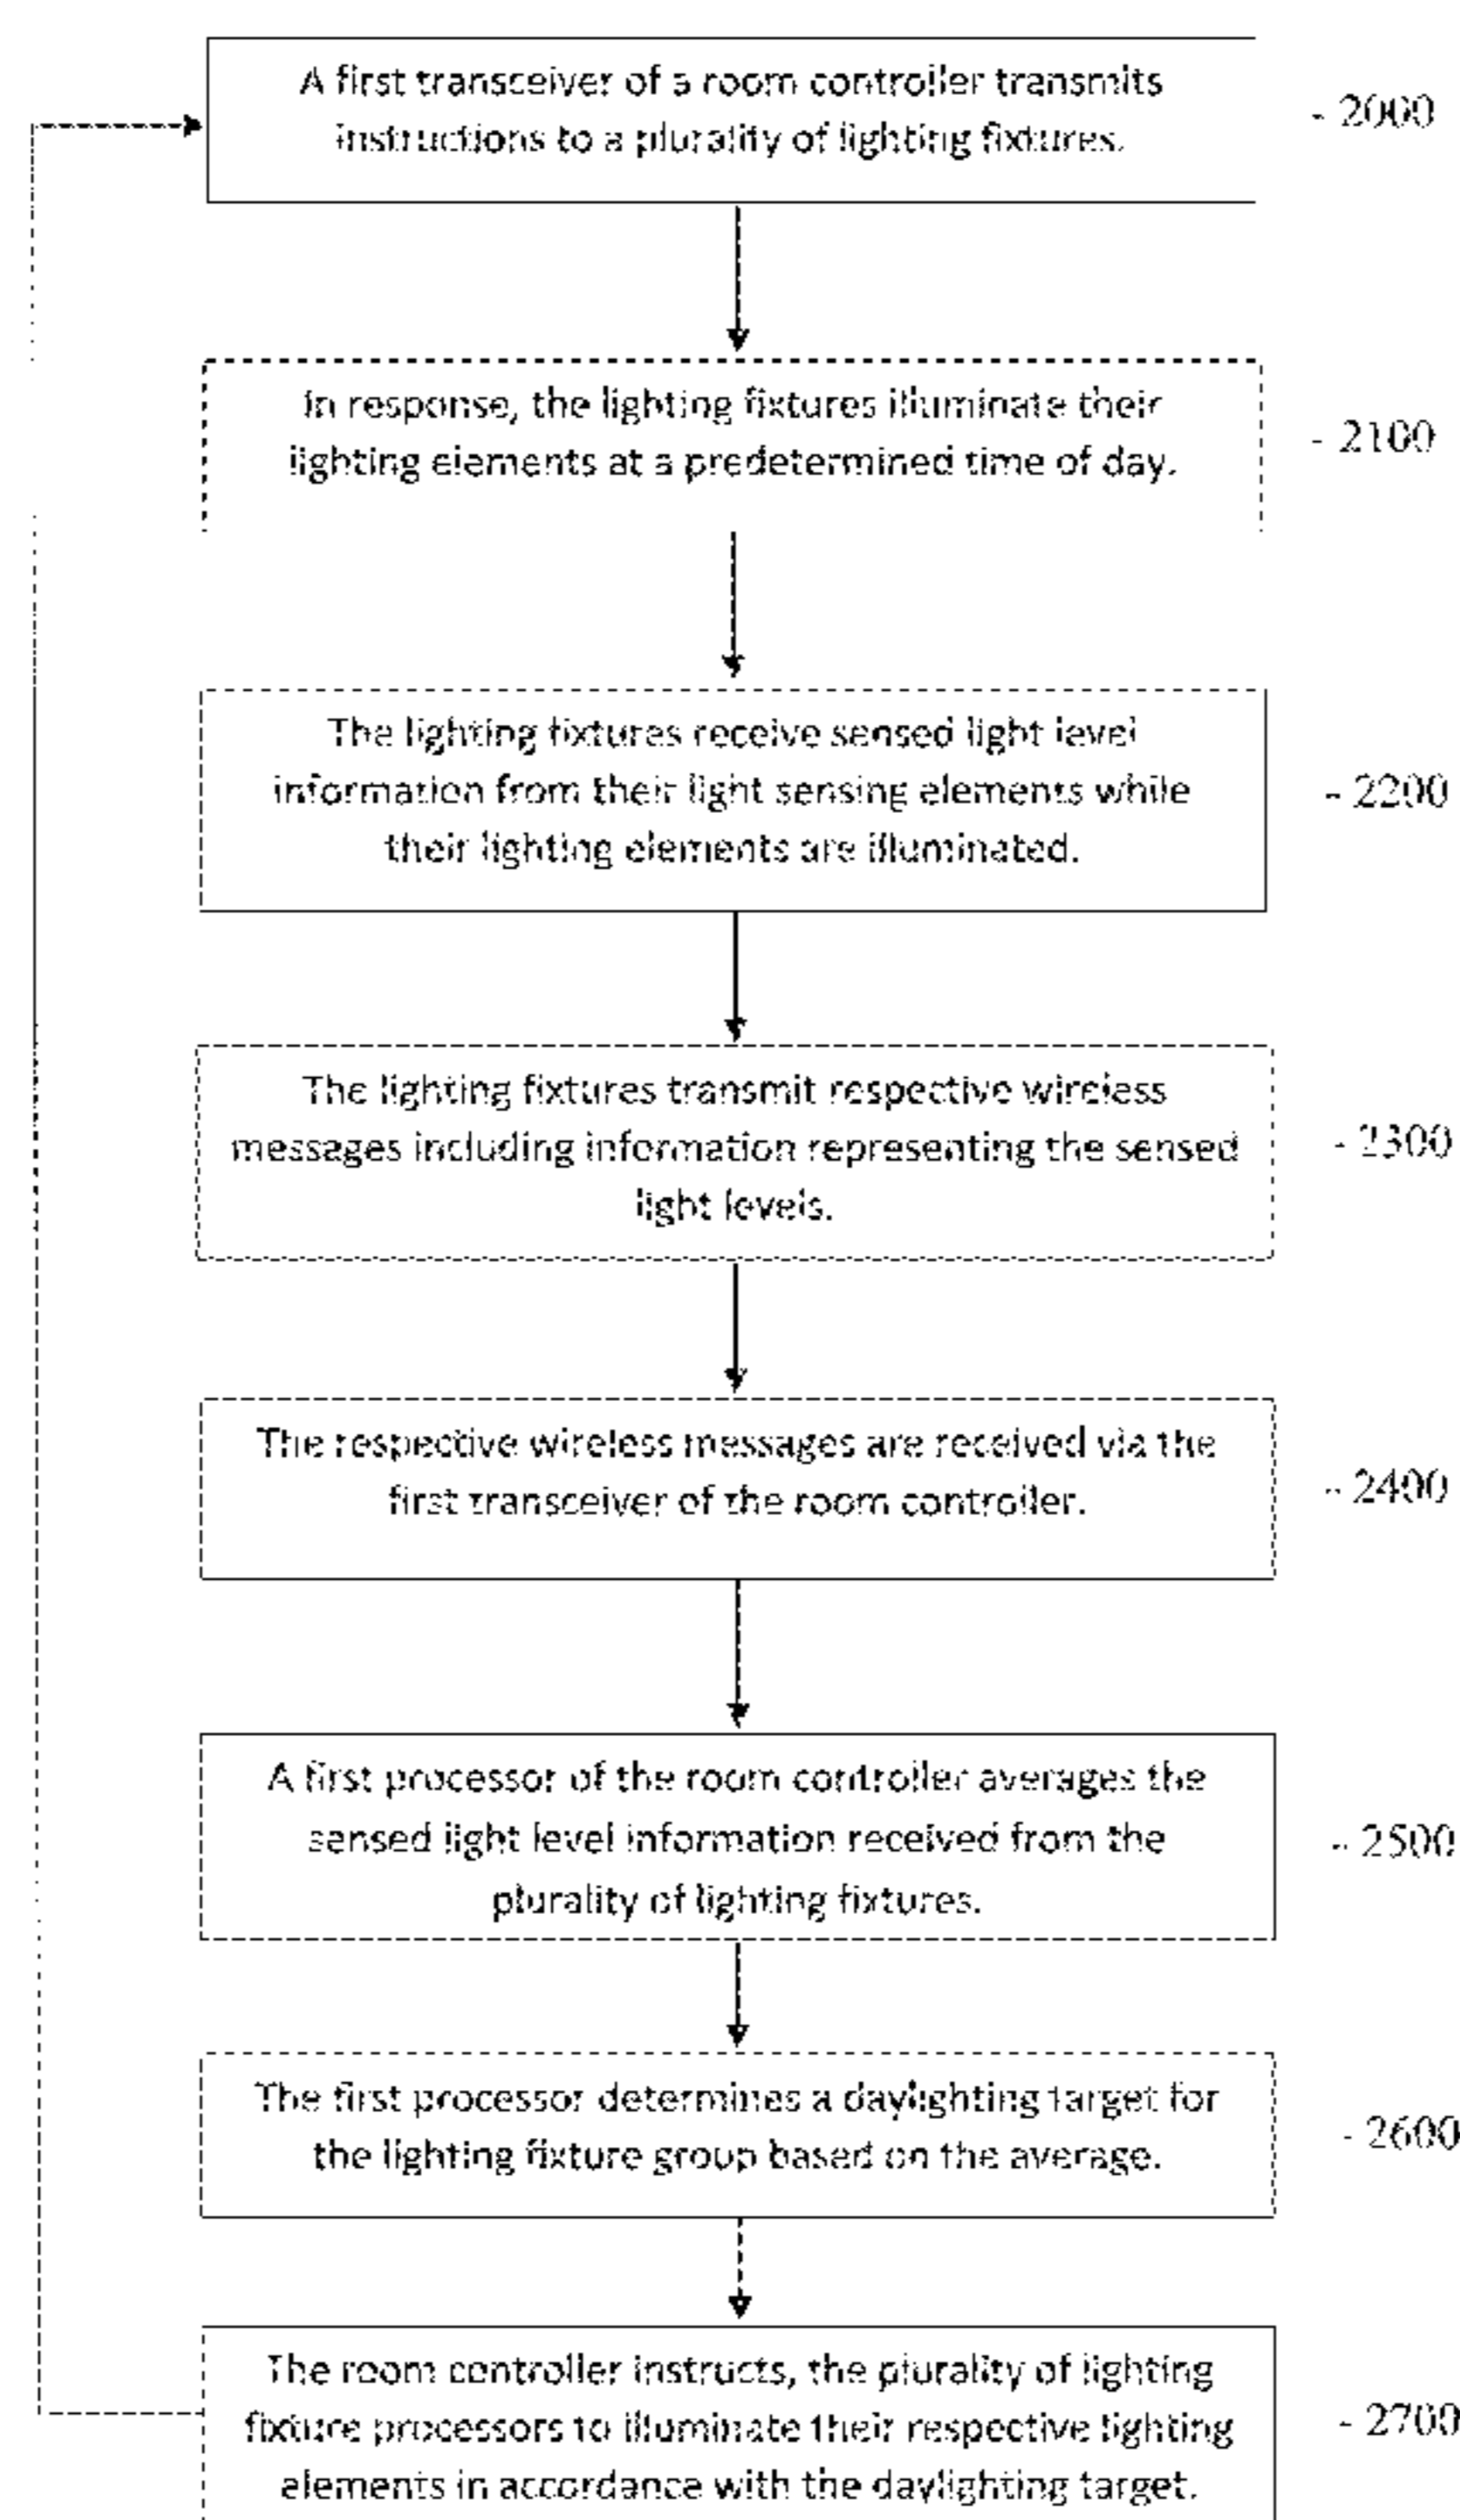 A first transceiver of a room controller transmits
instructions to a plurality of lighting fixtures.
- 2000
In response, the lighting fixtures illuminate their
lighting elements at a predetermined time of day.
- 2100
The lighting fixtures receive sensed light level
information from their light sensing elements while
their lighting elements are illuminated.
- 2200
The lighting fixtures transmit respective wireless
messages including information representing the sensed
light levels.
- 2300
The respective wireless messages are received via the
first transceiver of the room controller.
- 2400
A first processor of the room controller averages the
sensed light level information received from the
plurality of lighting fixtures.
- 2500
The first processor determines a daylighting target for
the lighting fixture group based on the average.
- 2600
The room controller instructs, the plurality of lighting
fixture processors to illuminate their respective lighting
elements in accordance with the daylighting target.
- 2700